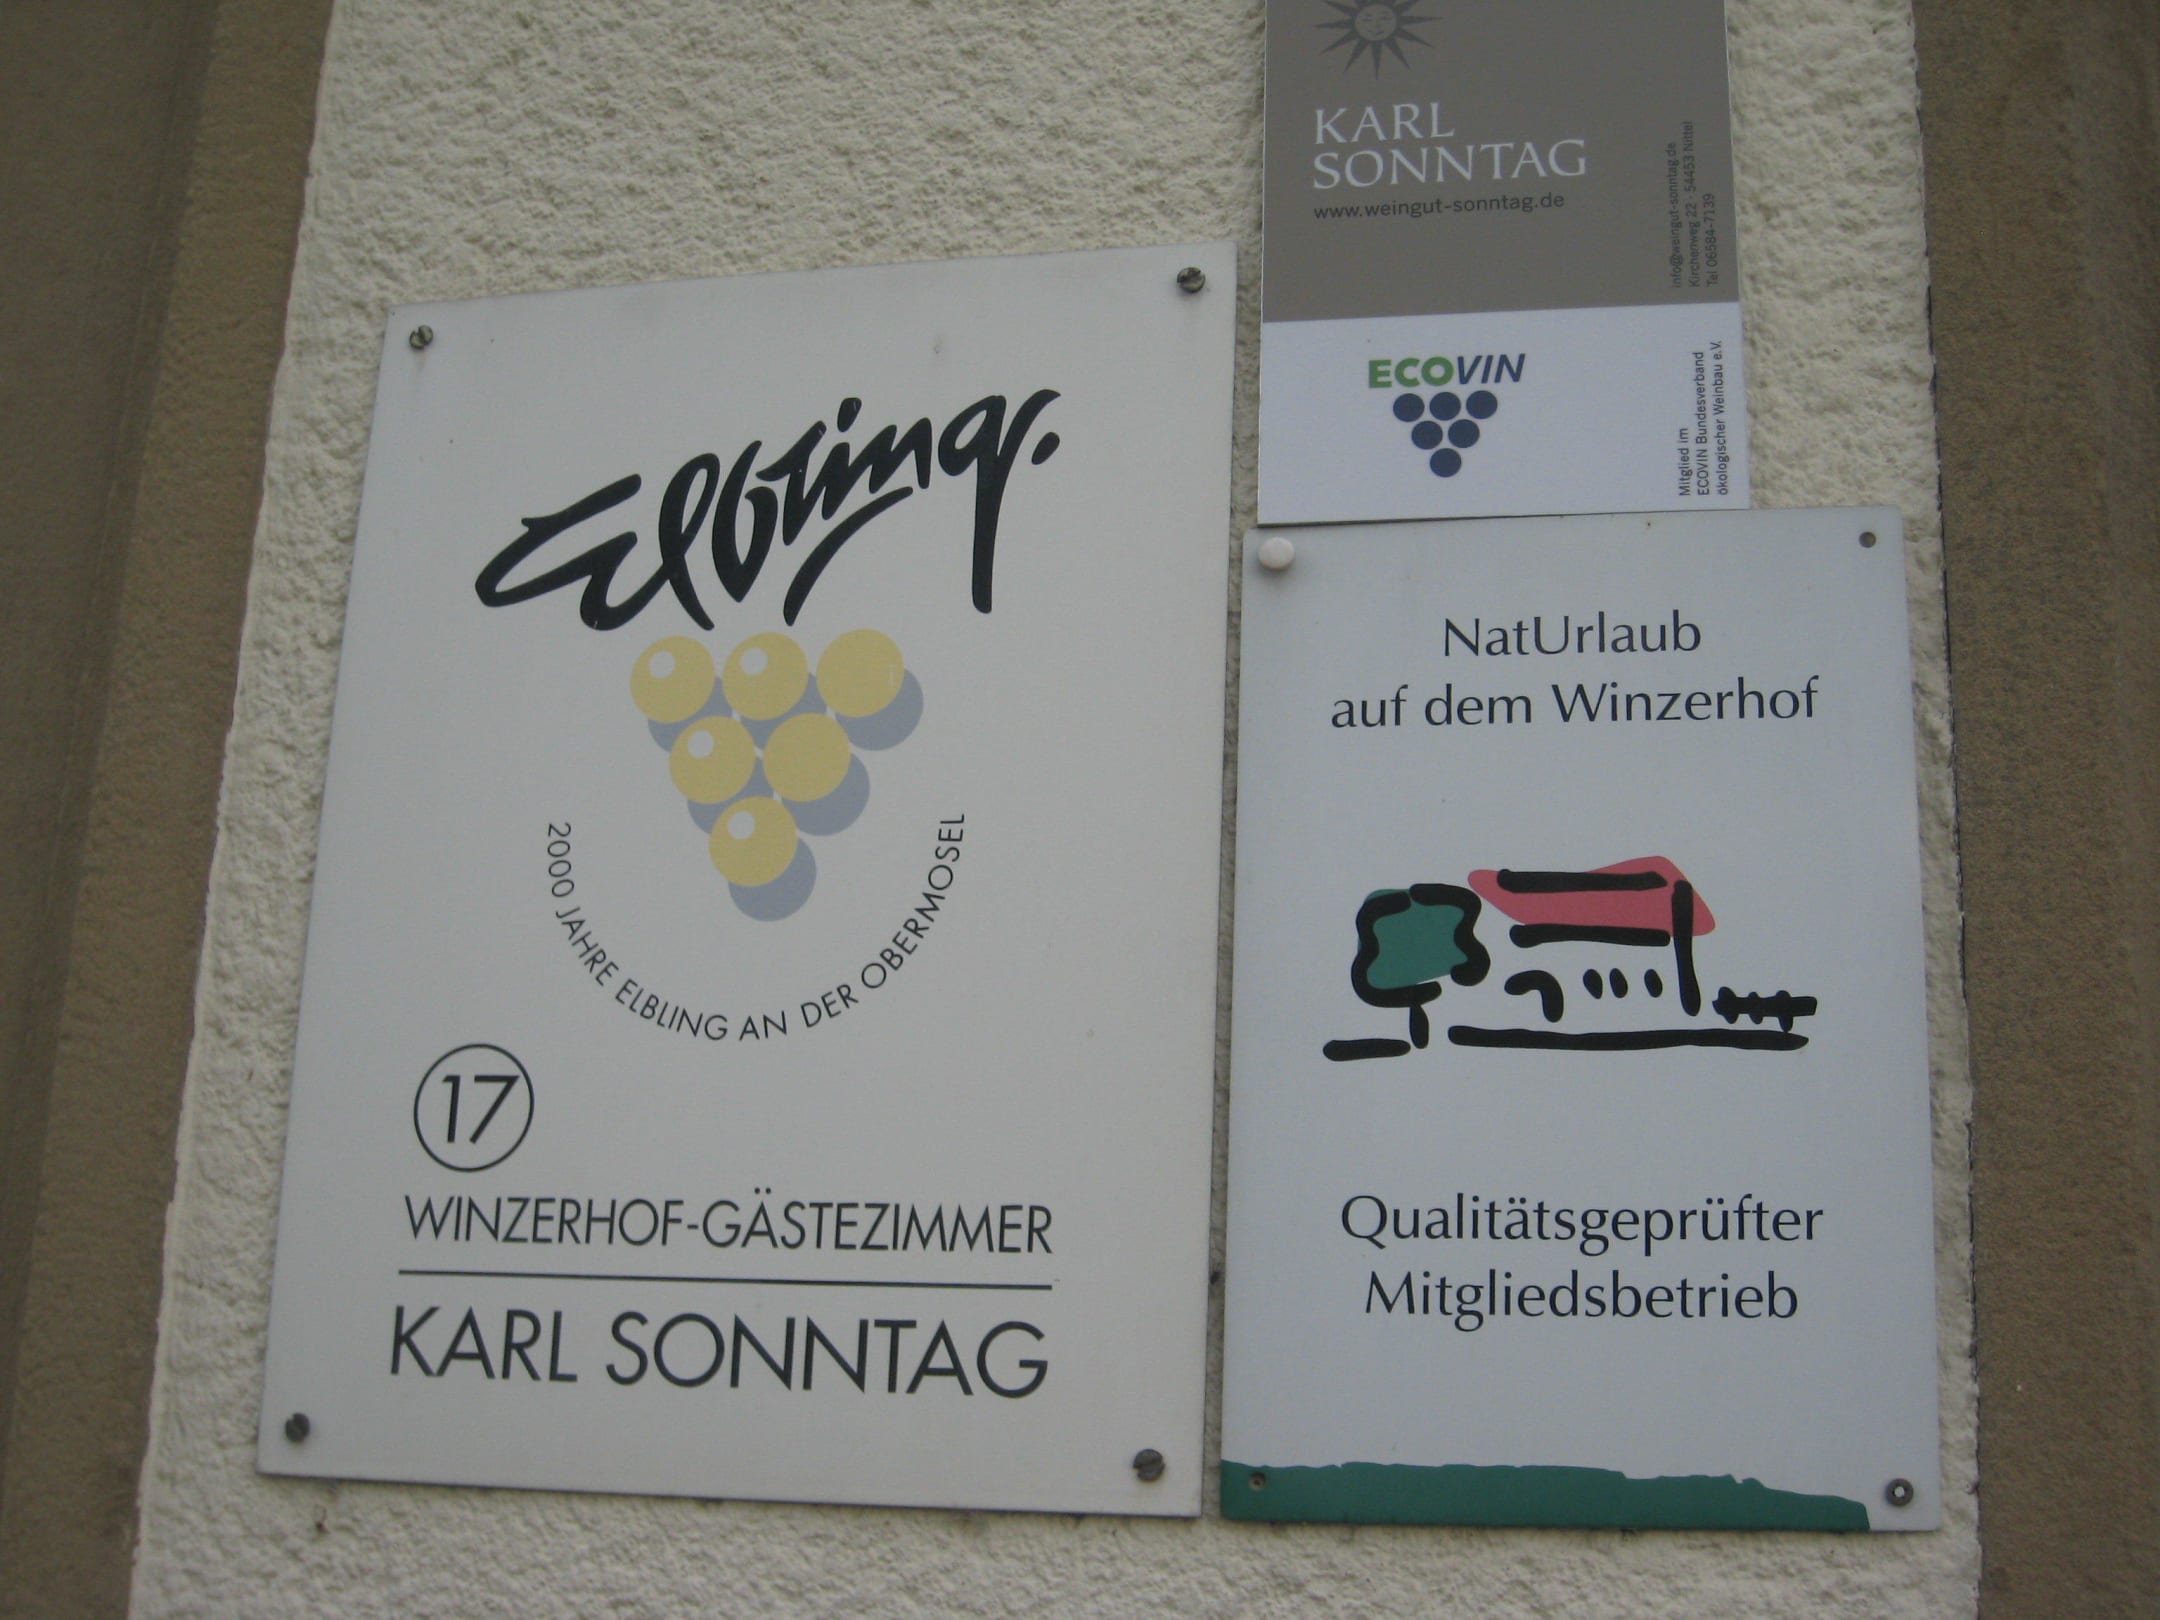 Elbling.
2000 JAHRE ELBLING AN DER OBERMOSEL
17
WINZERHOF-GÄSTEZIMMER
KARL SONNTAG
KARL
SONNTAG
www.weingut-sonntag.de
info@weingut-sonntag.de
Kirchenweg 22 · 54453 Nittel
Tel 06584-7139
ECOVIN
Mitglied im
ECOVIN Bundesverband
ökologischer Weinbau e.V.
NatUrlaub
auf dem Winzerhof
Qualitätsgeprüfter
Mitgliedsbetrieb